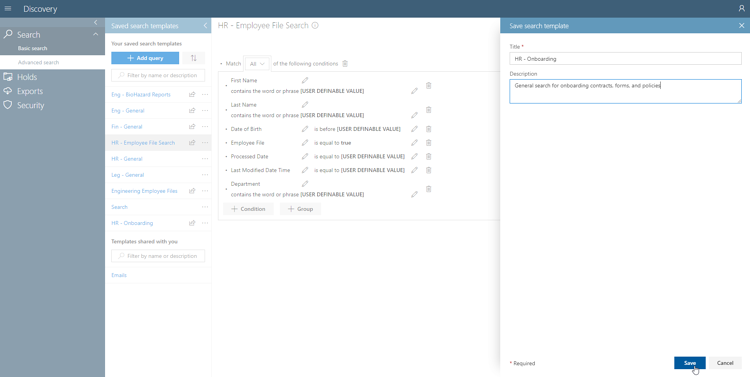 Discovery
Search
Basic search
Advanced search
Holds
Exports
Security
Saved search templates
Your saved search templates
Add query
Filter by name or description
Eng - BioHazard Reports
Eng - General
Fin - General
HR - Employee File Search
HR - General
Leg - General
Engineering Employee Files
Search
HR - Onboarding
Templates shared with you
Filter by name or description
Emails
HR - Employee File Search
Match All of the following conditions
First Name
contains the word or phrase [USER DEFINABLE VALUE]
Last Name
contains the word or phrase [USER DEFINABLE VALUE]
Date of Birth is before [USER DEFINABLE VALUE]
Employee File is equal to true
Processed Date is equal to [USER DEFINABLE VALUE]
Last Modified Date Time is equal to [USER DEFINABLE VALUE]
Department
contains the word or phrase [USER DEFINABLE VALUE]
Condition Group
Save search template
Title *
HR - Onboarding
Description
General search for onboarding contracts, forms, and policies
* Required
Save
Cancel